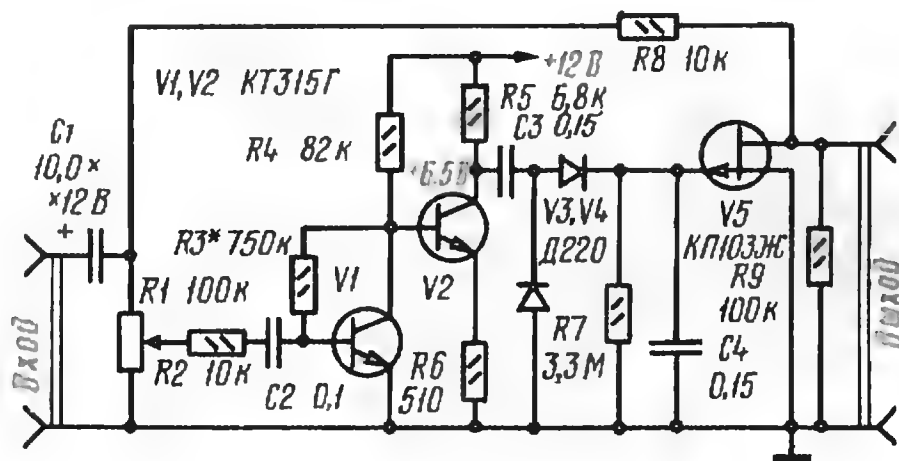 R8 10к
+12 В
V1, V2 КТ315Г
R5 6,8к
C3 0,15
C1
10,0×
×12 В
+
R4 82к
+6.5 В
V3, V4
Д220
V5
КП103Ж
R3* 750к
V1
V2
R1 100к
R9
100к
Вход
Выход
R2 10к
C2 0,1
R6
510
R7
3,3 М
C4
0,15